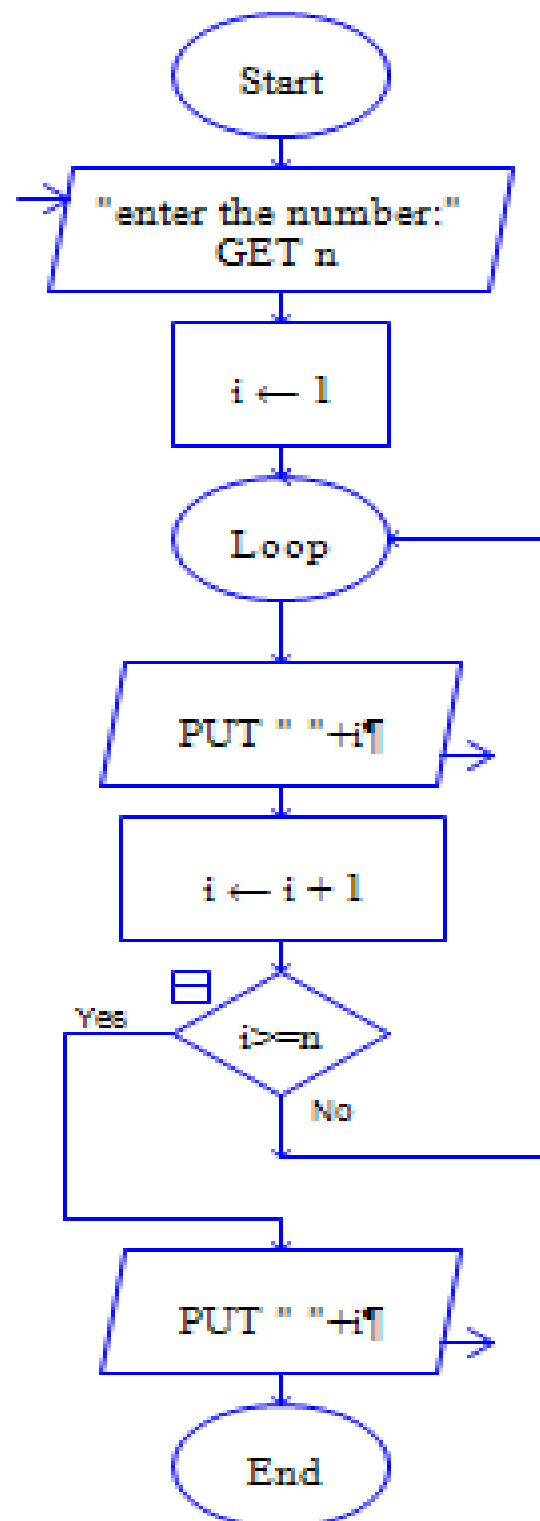 Start
"enter the number:"
GET n
i ← 1
Loop
PUT " "+i¶
i ← i + 1
Yes
i>=n
No
PUT " "+i¶
End